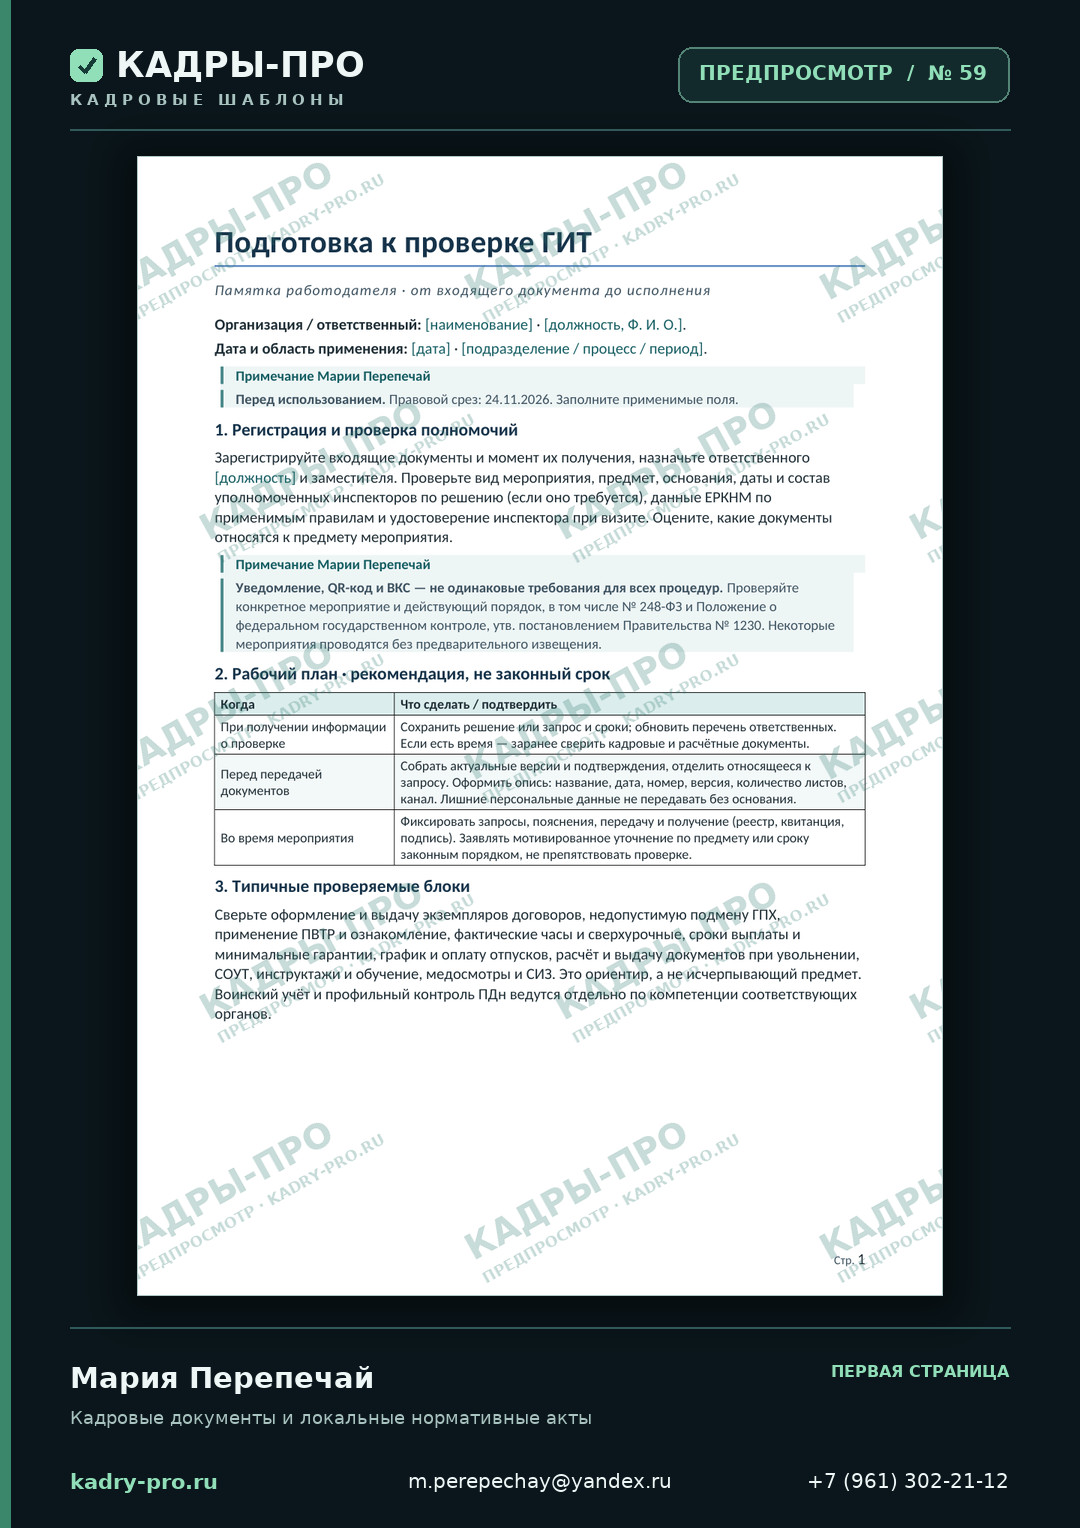 КАДРЫ-ПРО
КАДРОВЫЕ ШАБЛОНЫ
ПРЕДПРОСМОТР / № 59
Подготовка к проверке ГИТ
Памятка работодателя · от входящего документа до исполнения
Организация / ответственный: [наименование] · [должность, Ф. И. О.].
Дата и область применения: [дата] · [подразделение / процесс / период].
Примечание Марии Перепечай
Перед использованием. Правовой срез: 24.11.2026. Заполните применимые поля.
1. Регистрация и проверка полномочий
Зарегистрируйте входящие документы и момент их получения, назначьте ответственного
[должность] и заместителя. Проверьте вид мероприятия, предмет, основания, даты и состав
уполномоченных инспекторов по решению (если оно требуется), данные ЕРКНМ по
применимым правилам и удостоверение инспектора при визите. Оцените, какие документы
относятся к предмету мероприятия.
Примечание Марии Перепечай
Уведомление, QR-код и ВКС — не одинаковые требования для всех процедур. Проверяйте
конкретное мероприятие и действующий порядок, в том числе № 248-ФЗ и Положение о
федеральном государственном контроле, утв. постановлением Правительства № 1230. Некоторые
мероприятия проводятся без предварительного извещения.
2. Рабочий план · рекомендация, не законный срок
Когда
Что сделать / подтвердить
При получении информации
о проверке
Сохранить решение или запрос и сроки; обновить перечень ответственных.
Если есть время — заранее сверить кадровые и расчётные документы.
Перед передачей
документов
Собрать актуальные версии и подтверждения, отделить относящееся к
запросу. Оформить опись: название, дата, номер, версия, количество листов,
канал. Лишние персональные данные не передавать без основания.
Во время мероприятия
Фиксировать запросы, пояснения, передачу и получение (реестр, квитанция,
подпись). Заявлять мотивированное уточнение по предмету или сроку
законным порядком, не препятствовать проверке.
3. Типичные проверяемые блоки
Сверьте оформление и выдачу экземпляров договоров, недопустимую подмену ГПХ,
применение ПВТР и ознакомление, фактические часы и сверхурочные, сроки выплаты и
минимальные гарантии, график и оплату отпусков, расчёт и выдачу документов при увольнении,
СОУТ, инструктажи и обучение, медосмотры и СИЗ. Это ориентир, а не исчерпывающий предмет.
Воинский учёт и профильный контроль ПДн ведутся отдельно по компетенции соответствующих
органов.
Стр. 1
Мария Перепечай
ПЕРВАЯ СТРАНИЦА
Кадровые документы и локальные нормативные акты
kadry-pro.ru
m.perepechay@yandex.ru
+7 (961) 302-21-12